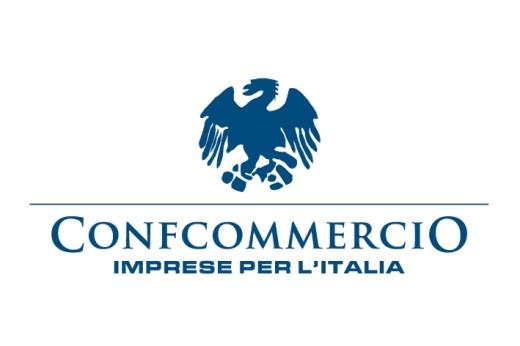 CONFCOMMERCIO
IMPRESE PER L'ITALIA